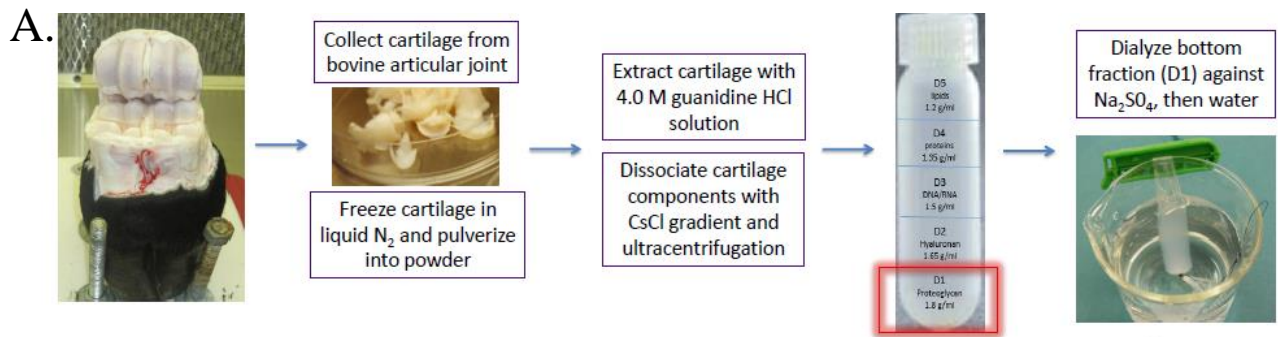 A.
Collect cartilage from
bovine articular joint
Freeze cartilage in
liquid N₂ and pulverize
into powder
Extract cartilage with
4.0 M guanidine HCl
solution
Dissociate cartilage
components with
CsCl gradient and
ultracentrifugation
D5
lipids
1.2 g/ml
D4
proteins
1.35 g/ml
D3
DNA/RNA
1.5 g/ml
D2
Hyaluronan
1.65 g/ml
D1
Proteoglycan
1.8 g/ml
Dialyze bottom
fraction (D1) against
Na₂S0₄, then water